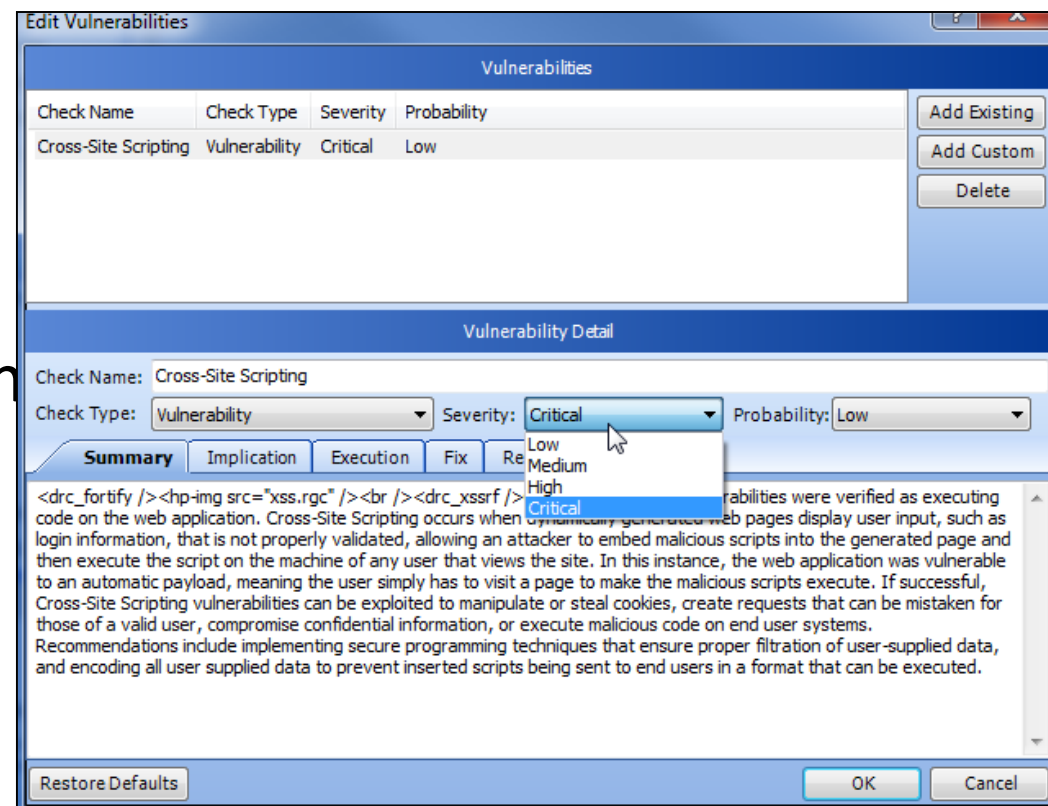 Edit Vulnerabilities
?
Vulnerabilities
Check Name Check Type Severity Probability
Cross-Site Scripting Vulnerability Critical Low
Add Existing
Add Custom
Delete
Vulnerability Detail
Check Name: Cross-Site Scripting
Check Type: Vulnerability Severity: Critical Probability: Low
Summary Implication Execution Fix Re
Low
Medium
High
Critical
<drc_fortify /><hp-img src="xss.rgc" /><br /><drc_xssrf /> rabilities were verified as executing
code on the web application. Cross-Site Scripting occurs when dynamically generated web pages display user input, such as
login information, that is not properly validated, allowing an attacker to embed malicious scripts into the generated page and
then execute the script on the machine of any user that views the site. In this instance, the web application was vulnerable
to an automatic payload, meaning the user simply has to visit a page to make the malicious scripts execute. If successful,
Cross-Site Scripting vulnerabilities can be exploited to manipulate or steal cookies, create requests that can be mistaken for
those of a valid user, compromise confidential information, or execute malicious code on end user systems.
Recommendations include implementing secure programming techniques that ensure proper filtration of user-supplied data,
and encoding all user supplied data to prevent inserted scripts being sent to end users in a format that can be executed.
Restore Defaults OK Cancel